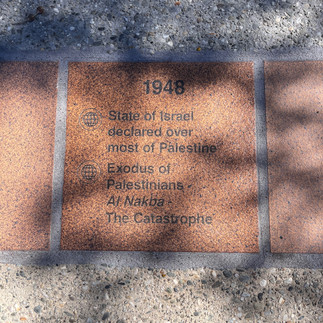 1948
State of Israel
declared over
most of Palestine
Exodus of
Palestinians -
Al Nakba -
The Catastrophe